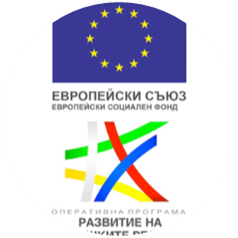 ЕВРОПЕЙСКИ СЪЮЗ
ЕВРОПЕЙСКИ СОЦИАЛЕН ФОНД
ОПЕРАТИВНА ПРОГРАМА
РАЗВИТИЕ НА